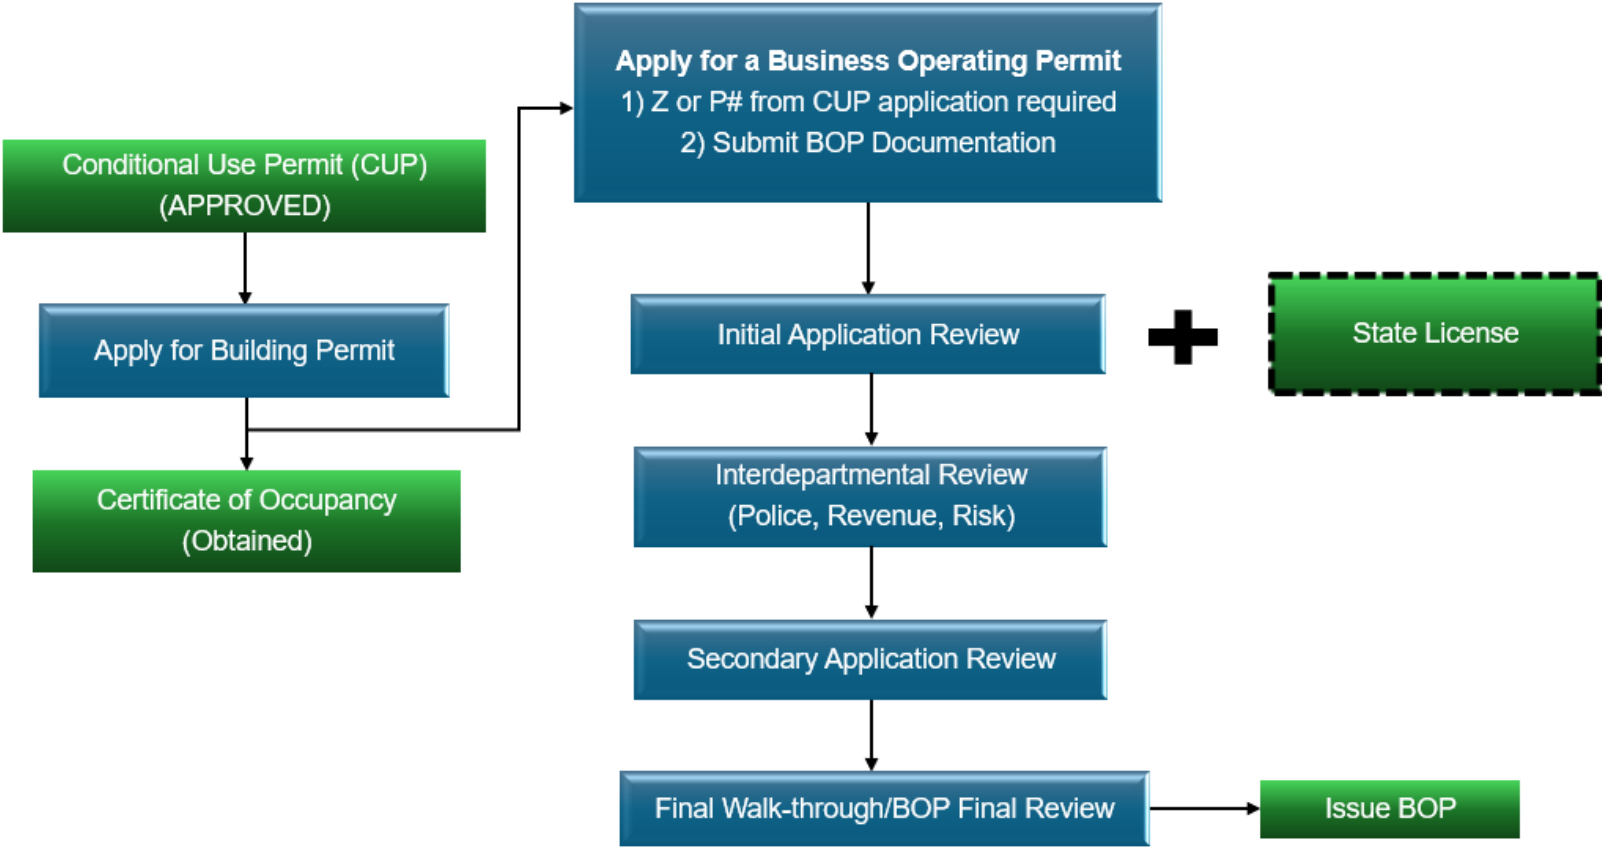 Conditional Use Permit (CUP)
(APPROVED)
Apply for Building Permit
Certificate of Occupancy
(Obtained)
Apply for a Business Operating Permit
1) Z or P# from CUP application required
2) Submit BOP Documentation
Initial Application Review
State License
Interdepartmental Review
(Police, Revenue, Risk)
Secondary Application Review
Final Walk-through/BOP Final Review
Issue BOP